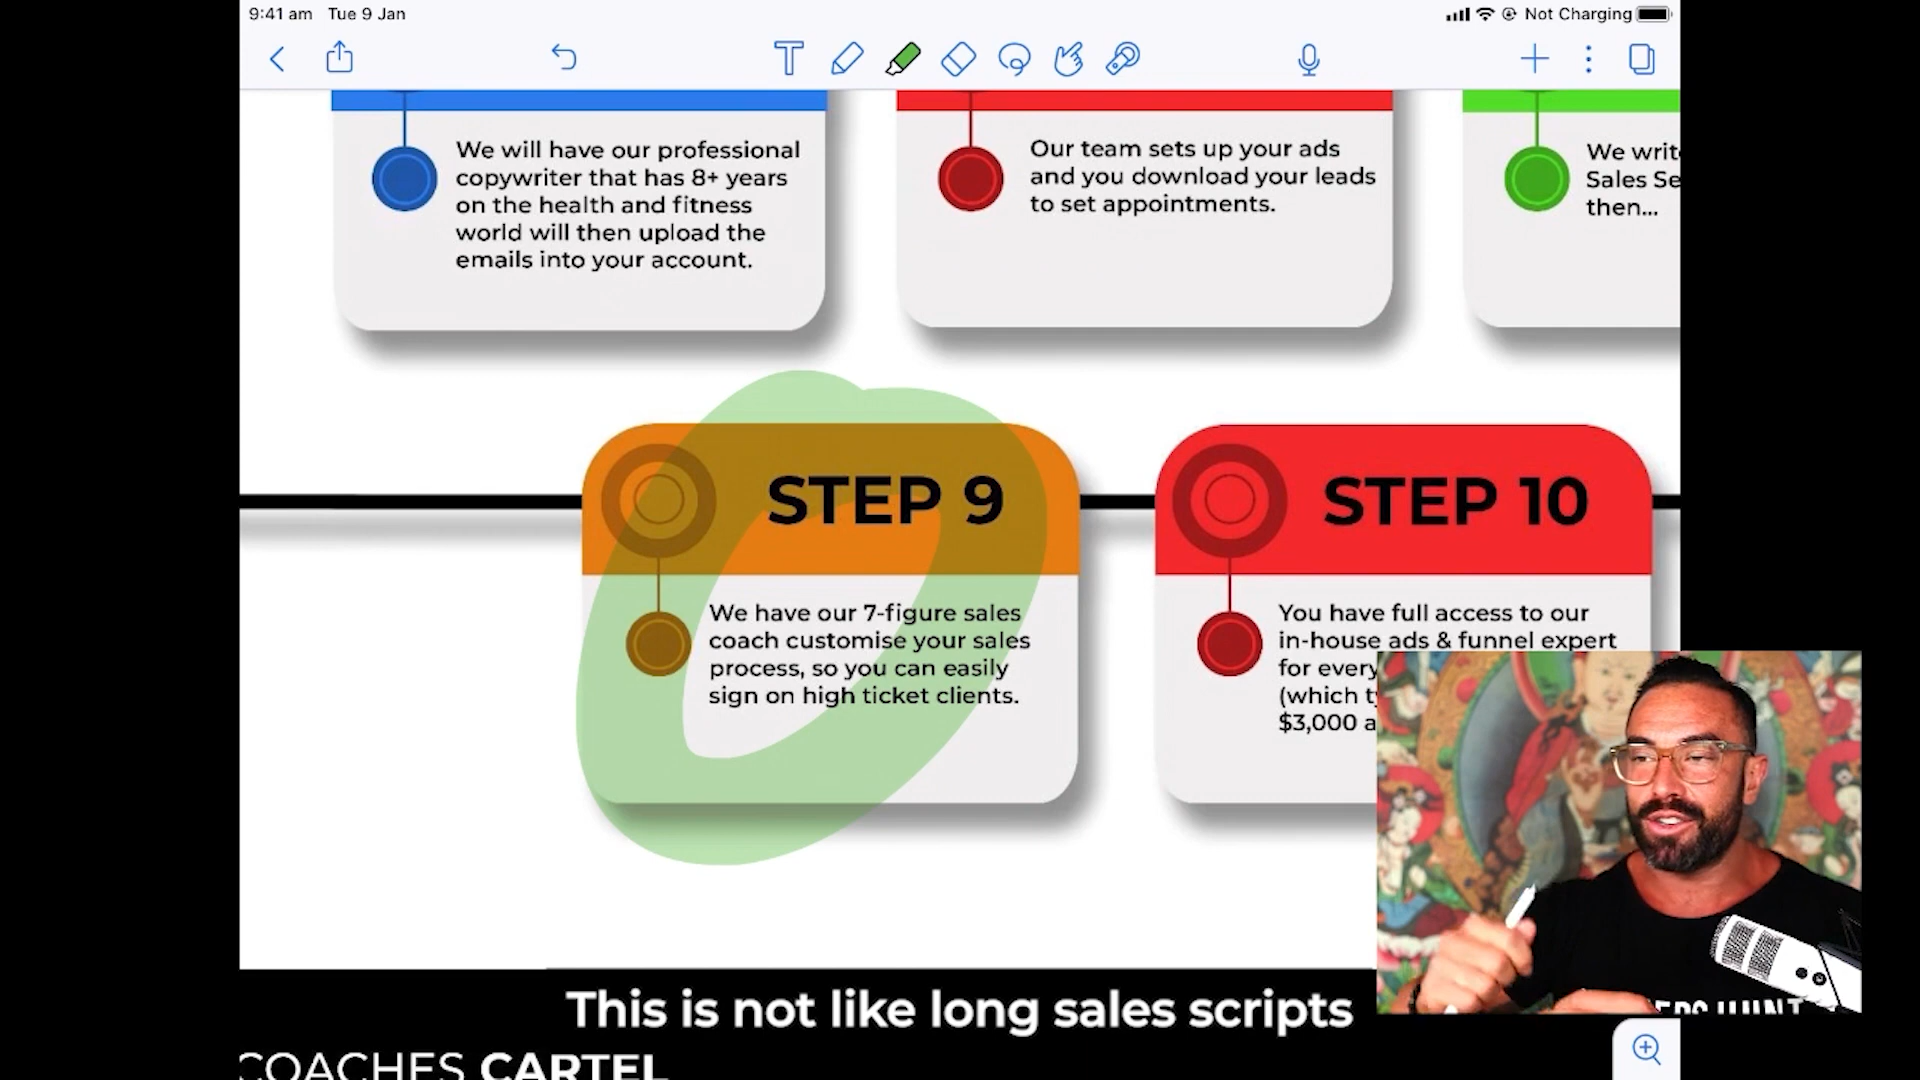 9:41 am Tue 9 Jan
Not Charging
We will have our professional
copywriter that has 8+ years
on the health and fitness
world will then upload the
emails into your account.
Our team sets up your ads
and you download your leads
to set appointments.
We write
Sales Se
then...
STEP 9
We have our 7-figure sales
coach customise your sales
process, so you can easily
sign on high ticket clients.
STEP 10
You have full access to our
in-house ads & funnel expert
for every
(which t
$3,000 a
This is not like long sales scripts
COACHES CARTEL